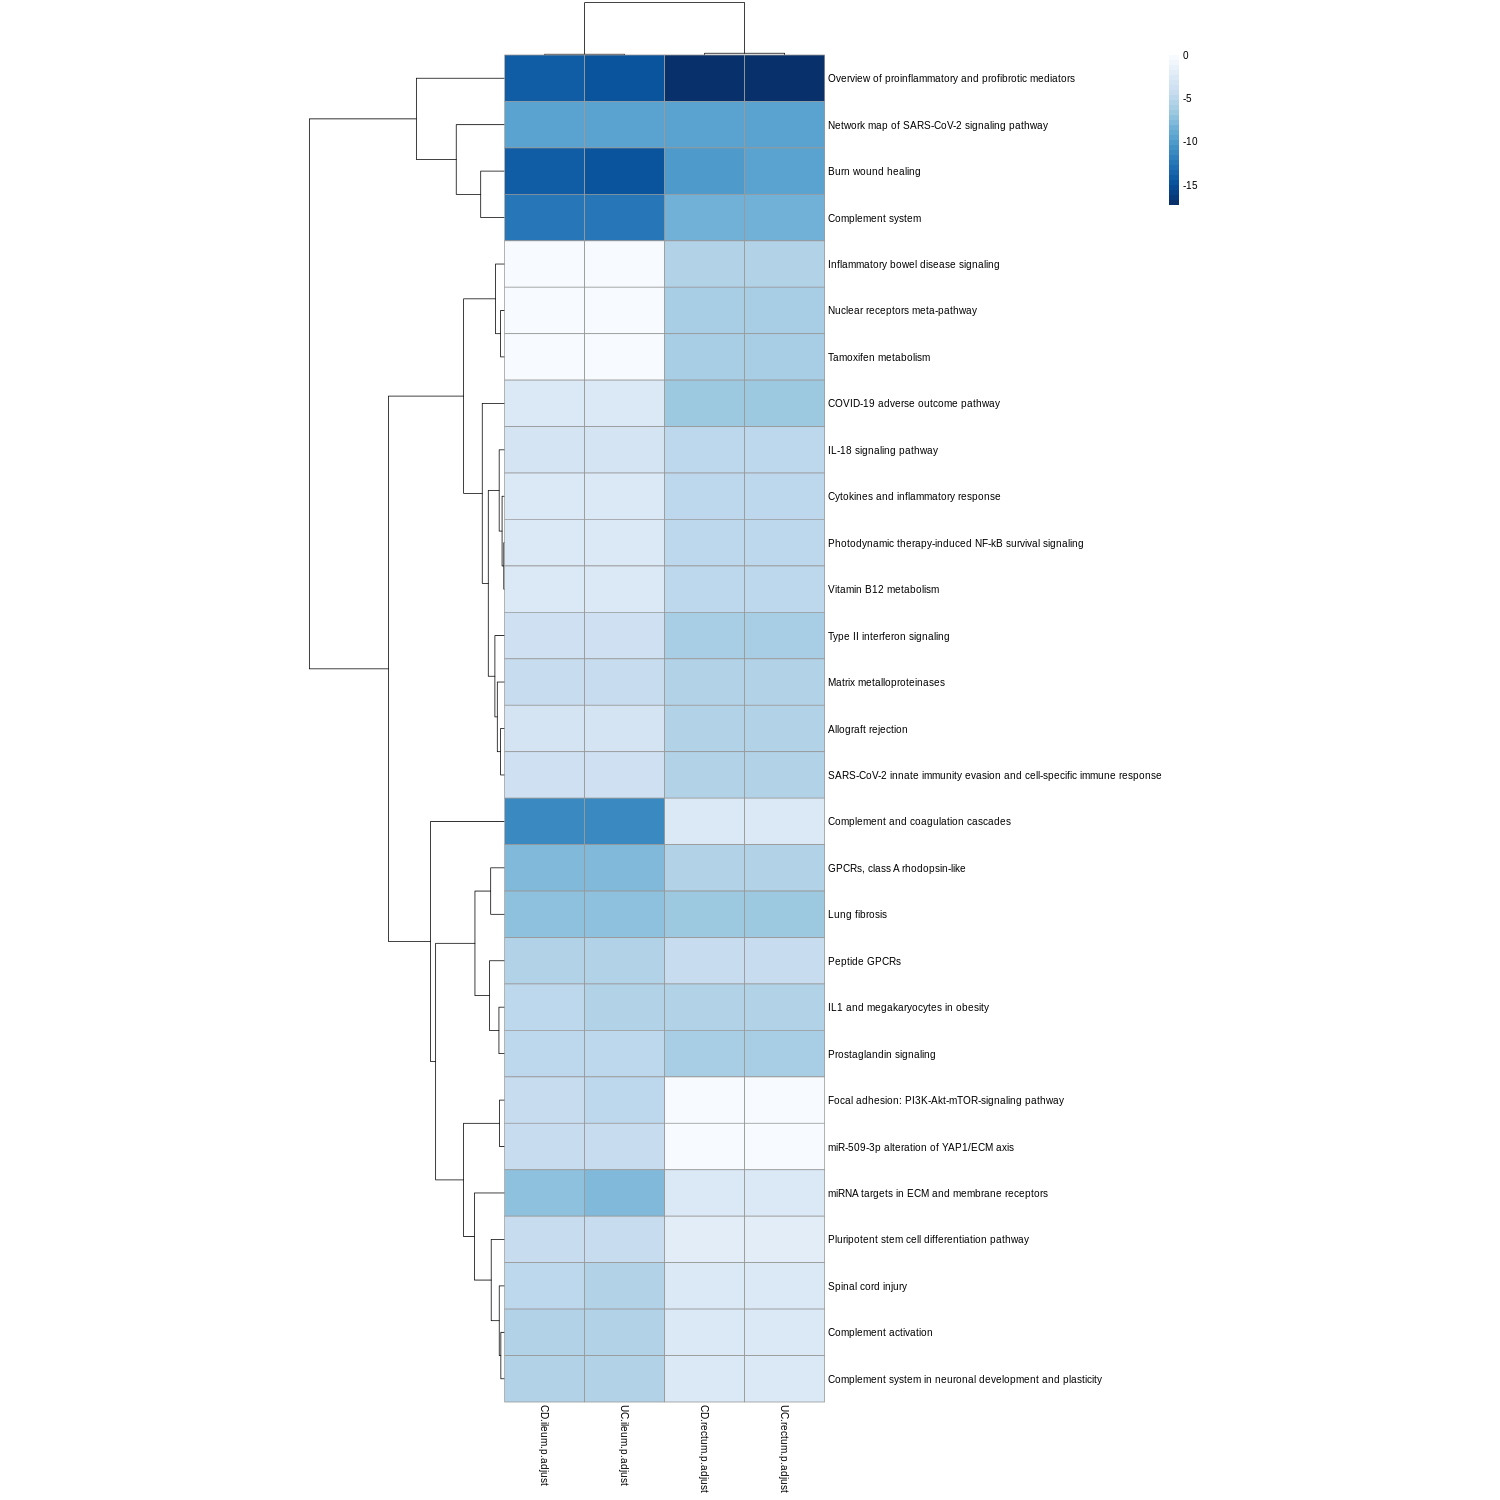 Overview of proinflammatory and profibrotic mediators
Network map of SARS-CoV-2 signaling pathway
Burn wound healing
Complement system
Inflammatory bowel disease signaling
Nuclear receptors meta-pathway
Tamoxifen metabolism
COVID-19 adverse outcome pathway
IL-18 signaling pathway
Cytokines and inflammatory response
Photodynamic therapy-induced NF-kB survival signaling
Vitamin B12 metabolism
Type II interferon signaling
Matrix metalloproteinases
Allograft rejection
SARS-CoV-2 innate immunity evasion and cell-specific immune response
Complement and coagulation cascades
GPCRs, class A rhodopsin-like
Lung fibrosis
Peptide GPCRs
IL1 and megakaryocytes in obesity
Prostaglandin signaling
Focal adhesion: PI3K-Akt-mTOR-signaling pathway
miR-509-3p alteration of YAP1/ECM axis
miRNA targets in ECM and membrane receptors
Pluripotent stem cell differentiation pathway
Spinal cord injury
Complement activation
Complement system in neuronal development and plasticity
0
-5
-10
-15
CD.ileum.p.adjust
UC.ileum.p.adjust
CD.rectum.p.adjust
UC.rectum.p.adjust